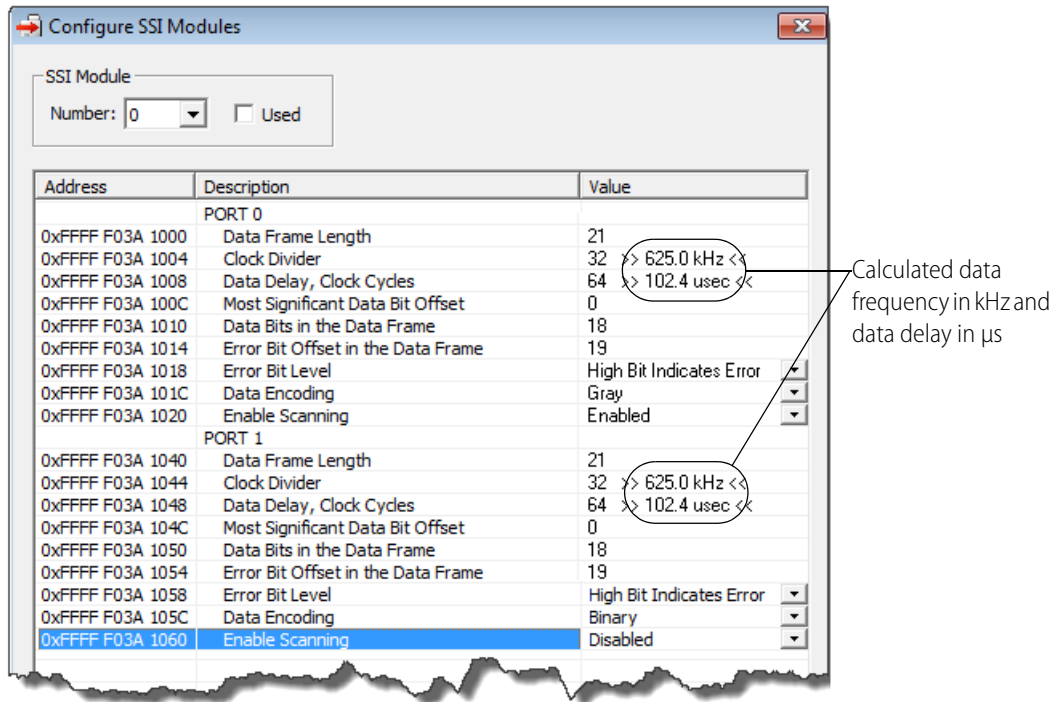 Configure SSI Modules
SSI Module
Number: 0 Used
Address Description Value
PORT 0
0xFFFF F03A 1000 Data Frame Length 21
0xFFFF F03A 1004 Clock Divider 32 >> 625.0 kHz <<
0xFFFF F03A 1008 Data Delay, Clock Cycles 64 >> 102.4 usec <<
0xFFFF F03A 100C Most Significant Data Bit Offset 0
0xFFFF F03A 1010 Data Bits in the Data Frame 18
0xFFFF F03A 1014 Error Bit Offset in the Data Frame 19
0xFFFF F03A 1018 Error Bit Level High Bit Indicates Error
0xFFFF F03A 101C Data Encoding Gray
0xFFFF F03A 1020 Enable Scanning Enabled
PORT 1
0xFFFF F03A 1040 Data Frame Length 21
0xFFFF F03A 1044 Clock Divider 32 >> 625.0 kHz <<
0xFFFF F03A 1048 Data Delay, Clock Cycles 64 >> 102.4 usec <<
0xFFFF F03A 104C Most Significant Data Bit Offset 0
0xFFFF F03A 1050 Data Bits in the Data Frame 18
0xFFFF F03A 1054 Error Bit Offset in the Data Frame 19
0xFFFF F03A 1058 Error Bit Level High Bit Indicates Error
0xFFFF F03A 105C Data Encoding Binary
0xFFFF F03A 1060 Enable Scanning Disabled
Calculated data
frequency in kHz and
data delay in µs